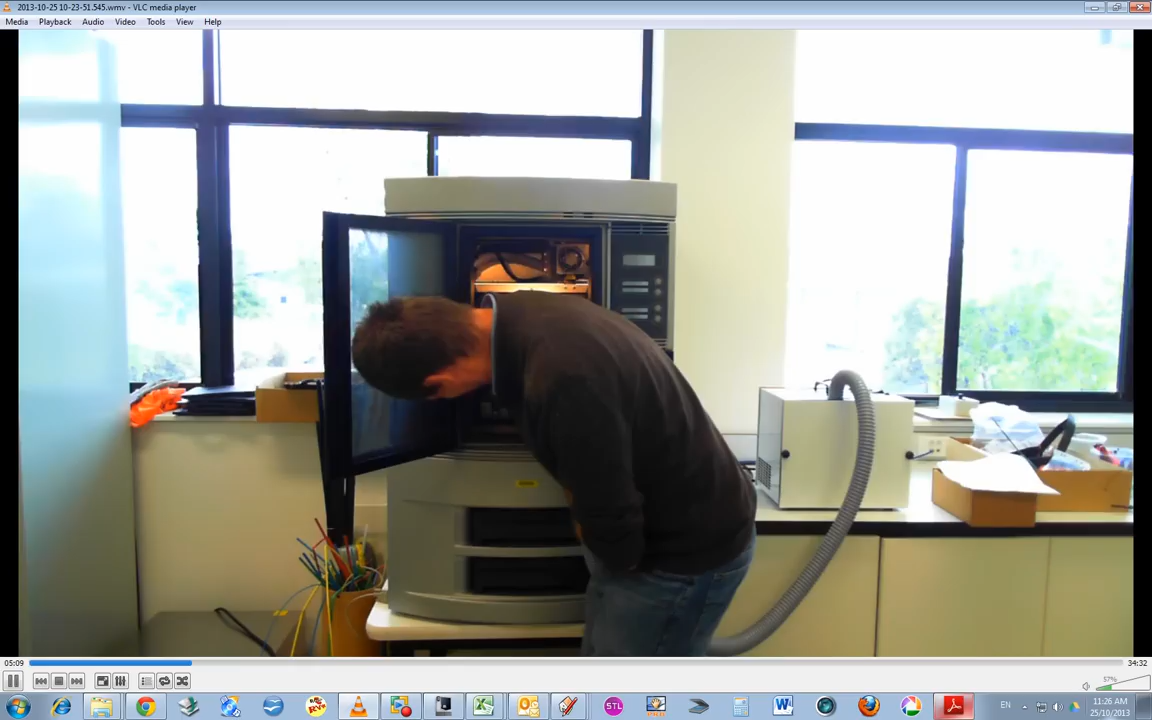 2013-10-25 10-23-51.545.wmv - VLC media player
Media Playback Audio Video Tools View Help
05:09
34:32
57%
STL
W
EN
11:26 AM
25/10/2013